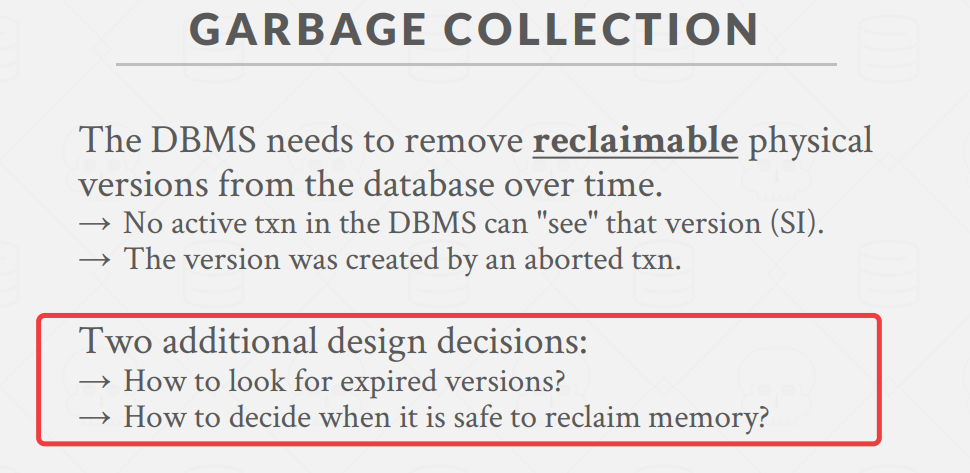 GARBAGE COLLECTION
The DBMS needs to remove reclaimable physical
versions from the database over time.
→ No active txn in the DBMS can "see" that version (SI).
→ The version was created by an aborted txn.
Two additional design decisions:
→ How to look for expired versions?
→ How to decide when it is safe to reclaim memory?